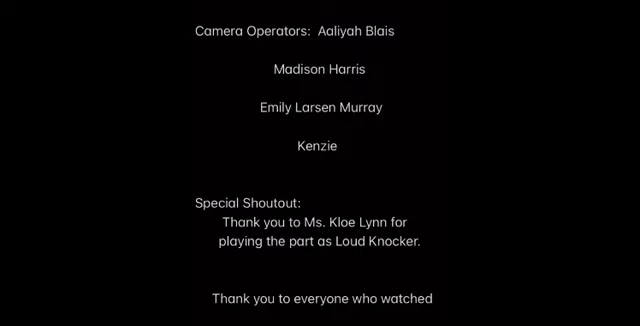 Camera Operators: Aaliyah Blais
Madison Harris
Emily Larsen Murray
Kenzie
Special Shoutout:
Thank you to Ms. Kloe Lynn for
playing the part as Loud Knocker.
Thank you to everyone who watched